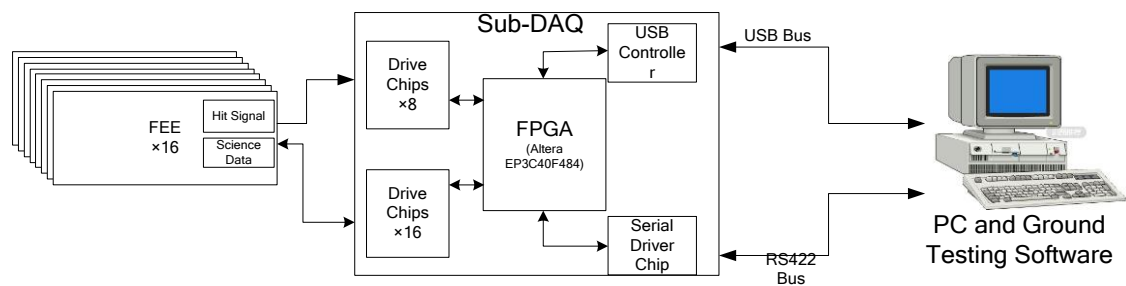 Sub-DAQ
FEE
×16
Hit Signal
Science
Data
Drive
Chips
×8
Drive
Chips
×16
FPGA
(Altera
EP3C40F484)
USB
Controlle
r
Serial
Driver
Chip
USB Bus
RS422
Bus
PC and Ground
Testing Software